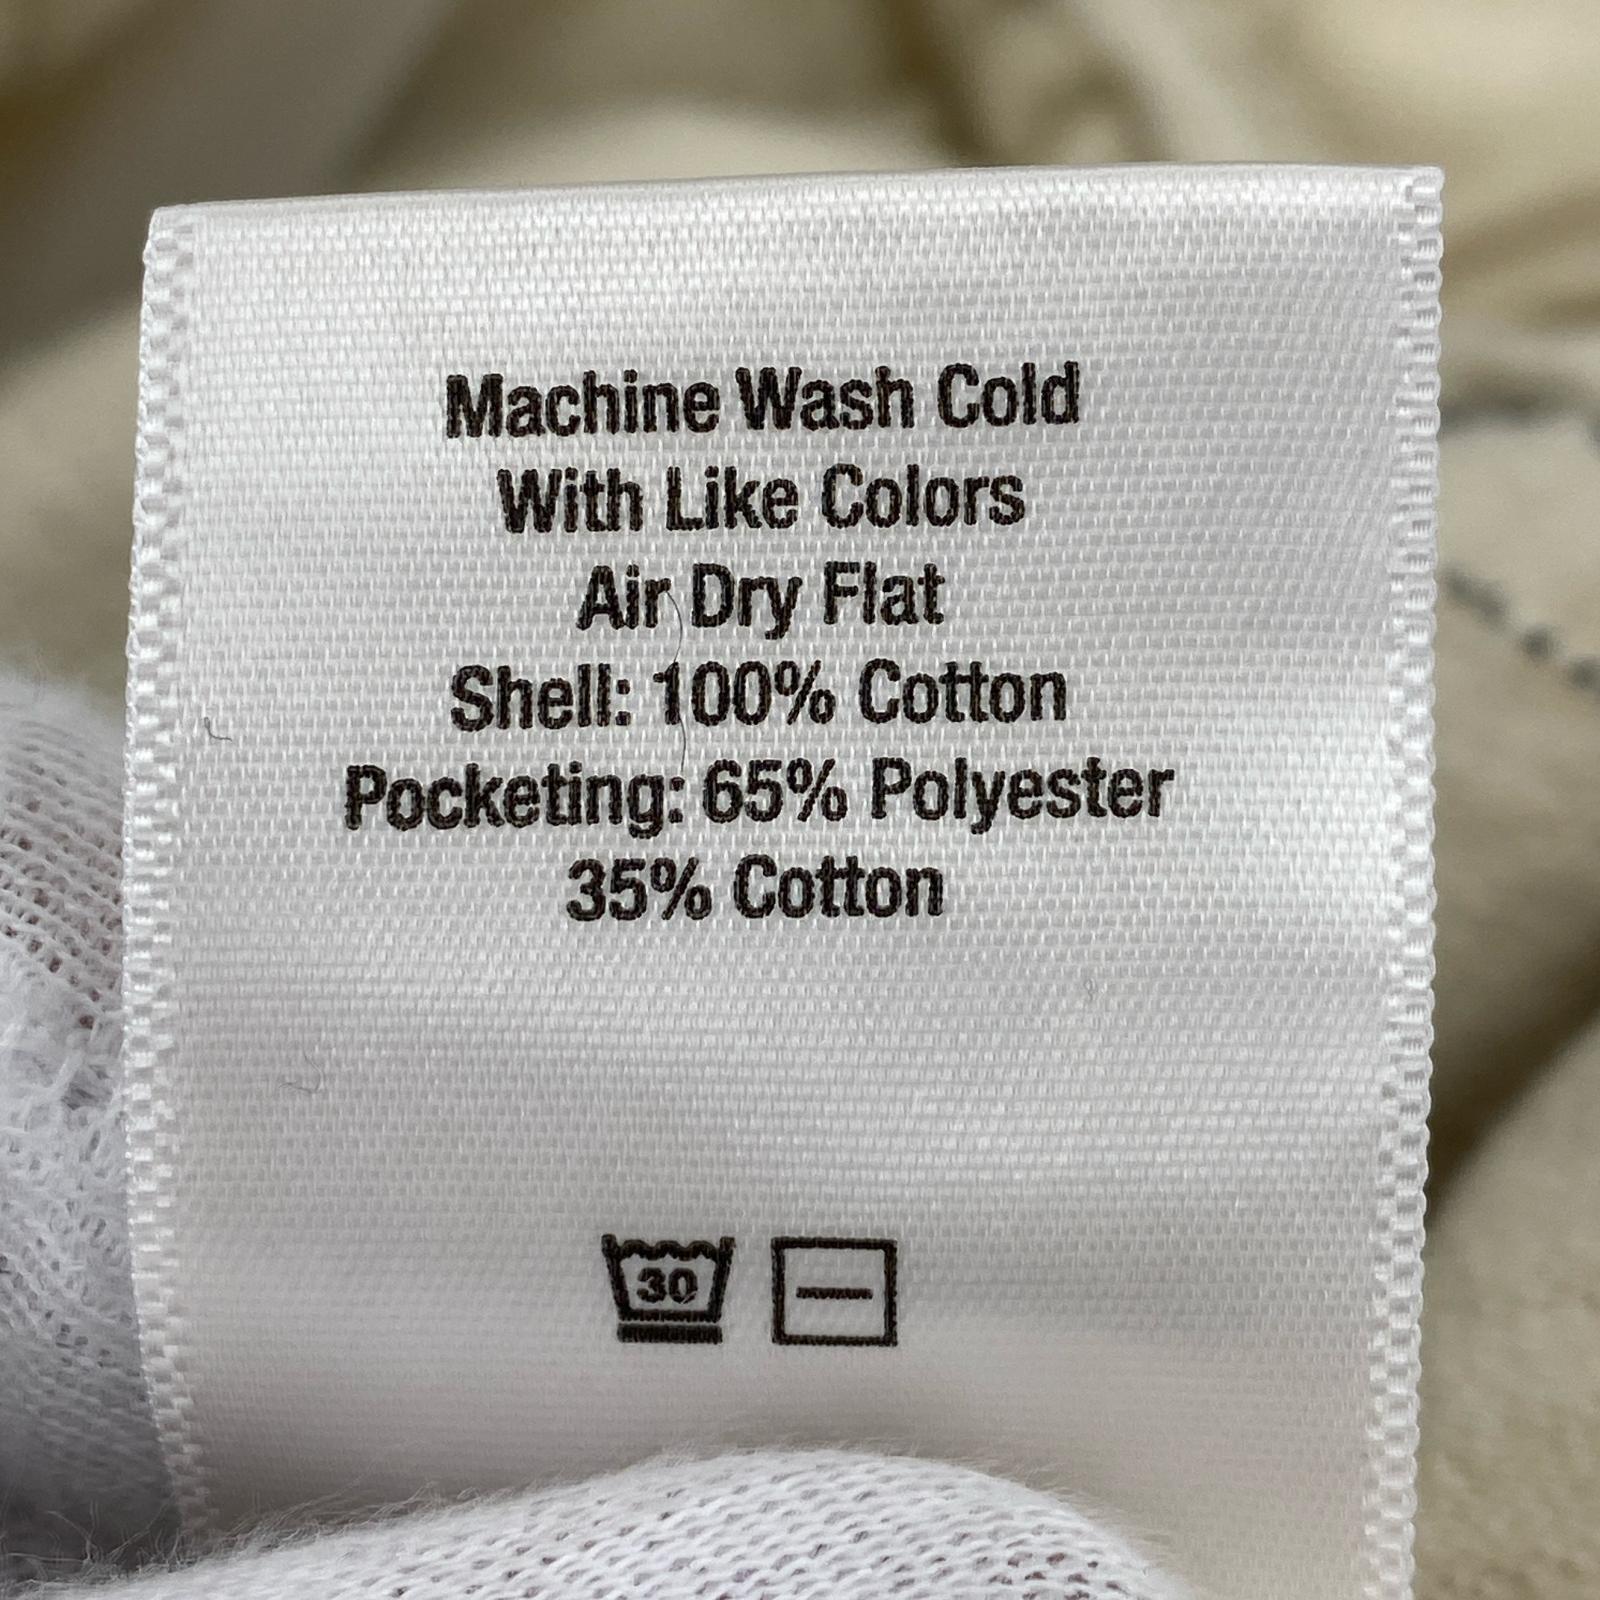 Machine Wash Cold
With Like Colors
Air Dry Flat
Shell: 100% Cotton
Pocketing: 65% Polyester
35% Cotton
30